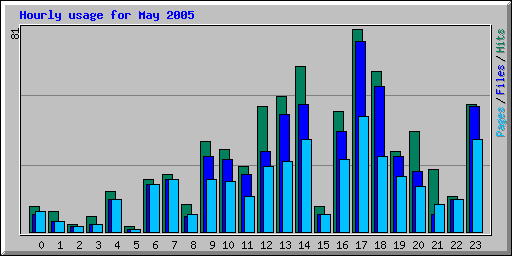 Hourly usage for May 2005
81
Pages / Files / Hits
0 1 2 3 4 5 6 7 8 9 10 11 12 13 14 15 16 17 18 19 20 21 22 23